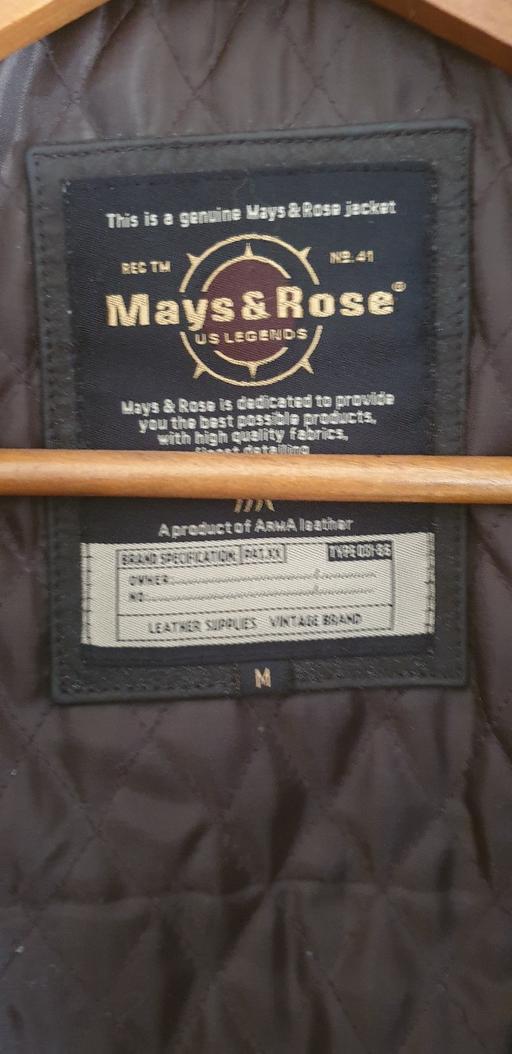 This is a genuine Mays & Rose jacket
REC TM
Nº. 41
Mays & Rose®
US LEGENDS
Mays & Rose is dedicated to provide
you the best possible products,
with high quality fabrics,
finest detailing
A product of ARMA leather
BRAND SPECIFICATION: PAT.XX
OWNER:
NO:
LEATHER SUPPLIES VINTAGE BRAND
M